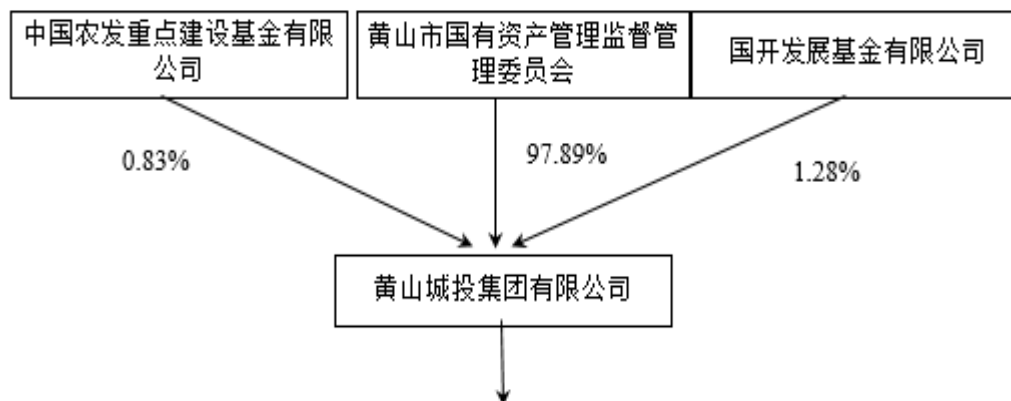 中国农发重点建设基金有限
公司
黄山市国有资产管理监督管
理委员会
国开发展基金有限公司
0.83%
97.89%
1.28%
黄山城投集团有限公司